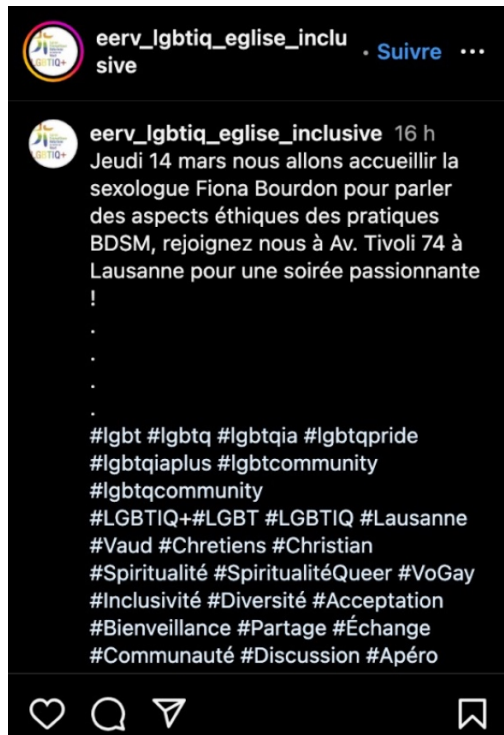 eerv_lgbtiq_eglise_inclu
sive
• Suivre
LGBTIQ+
eerv_lgbtiq_eglise_inclusive 16 h
LGBTIQ+
Jeudi 14 mars nous allons accueillir la
sexologue Fiona Bourdon pour parler
des aspects éthiques des pratiques
BDSM, rejoignez nous à Av. Tivoli 74 à
Lausanne pour une soirée passionnante
!
.
.
.
.
#lgbt #lgbtq #lgbtqia #lgbtqpride
#lgbtqiaplus #lgbtcommunity
#lgbtqcommunity
#LGBTIQ+#LGBT #LGBTIQ #Lausanne
#Vaud #Chretiens #Christian
#Spiritualité #SpiritualitéQueer #VoGay
#Inclusivité #Diversité #Acceptation
#Bienveillance #Partage #Échange
#Communauté #Discussion #Apéro